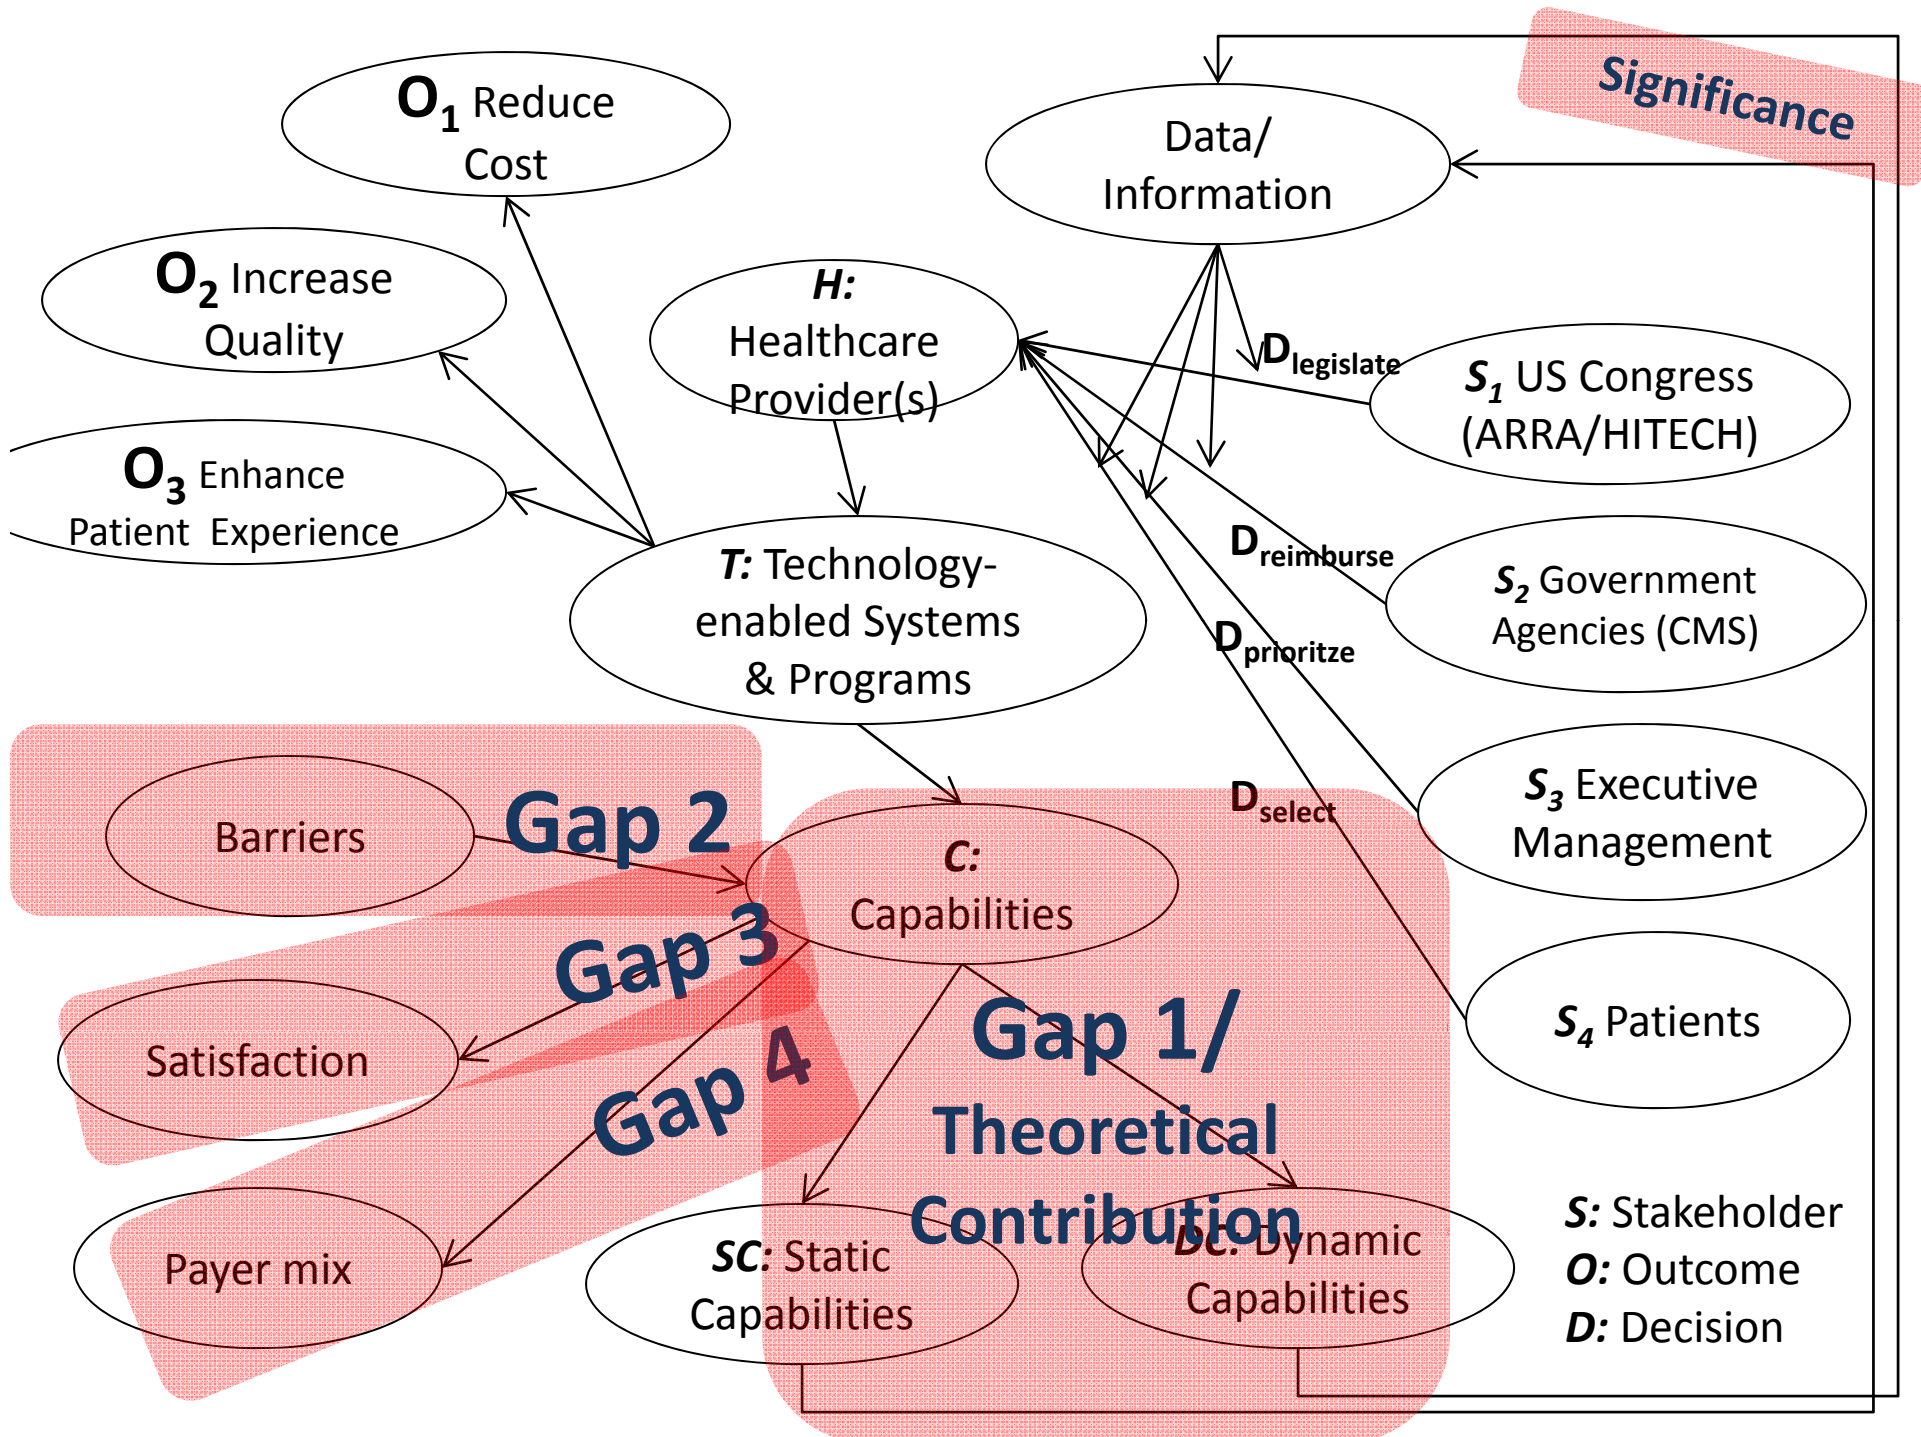 Significance
O1 Reduce
Cost
Data/
Information
O2 Increase
Quality
H:
Healthcare
Provider(s)
Dlegislate
S1 US Congress
(ARRA/HITECH)
O3 Enhance
Patient Experience
T: Technology-
enabled Systems
& Programs
Dreimburse
S2 Government
Agencies (CMS)
Dprioritze
Barriers
Gap 2
Dselect
S3 Executive
Management
C:
Capabilities
Gap 3
Satisfaction
Gap 4
Gap 1/
Theoretical
Contribution
S4 Patients
Payer mix
SC: Static
Capabilities
DC: Dynamic
Capabilities
S: Stakeholder
O: Outcome
D: Decision